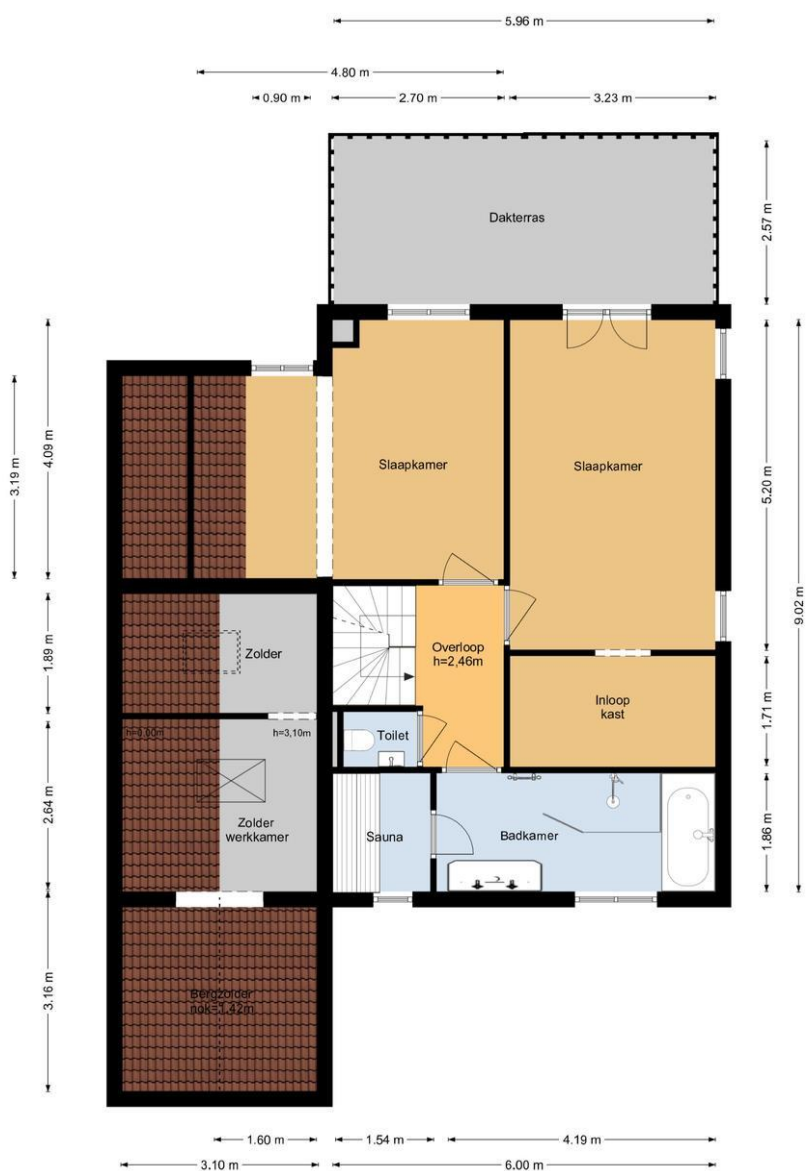 5.96 m
4.80 m
0.90 m
2.70 m
3.23 m
Dakterras
2.57 m
3.19 m
4.09 m
Slaapkamer
Slaapkamer
5.20 m
9.02 m
1.89 m
Zolder
Overloop
h=2,46m
Inloop
kast
1.71 m
h=0,00m
h=3,10m
Toilet
2.64 m
Zolder
werkkamer
Sauna
Badkamer
1.86 m
3.16 m
Bergzolder
nok=1,42m
1.60 m
1.54 m
4.19 m
3.10 m
6.00 m